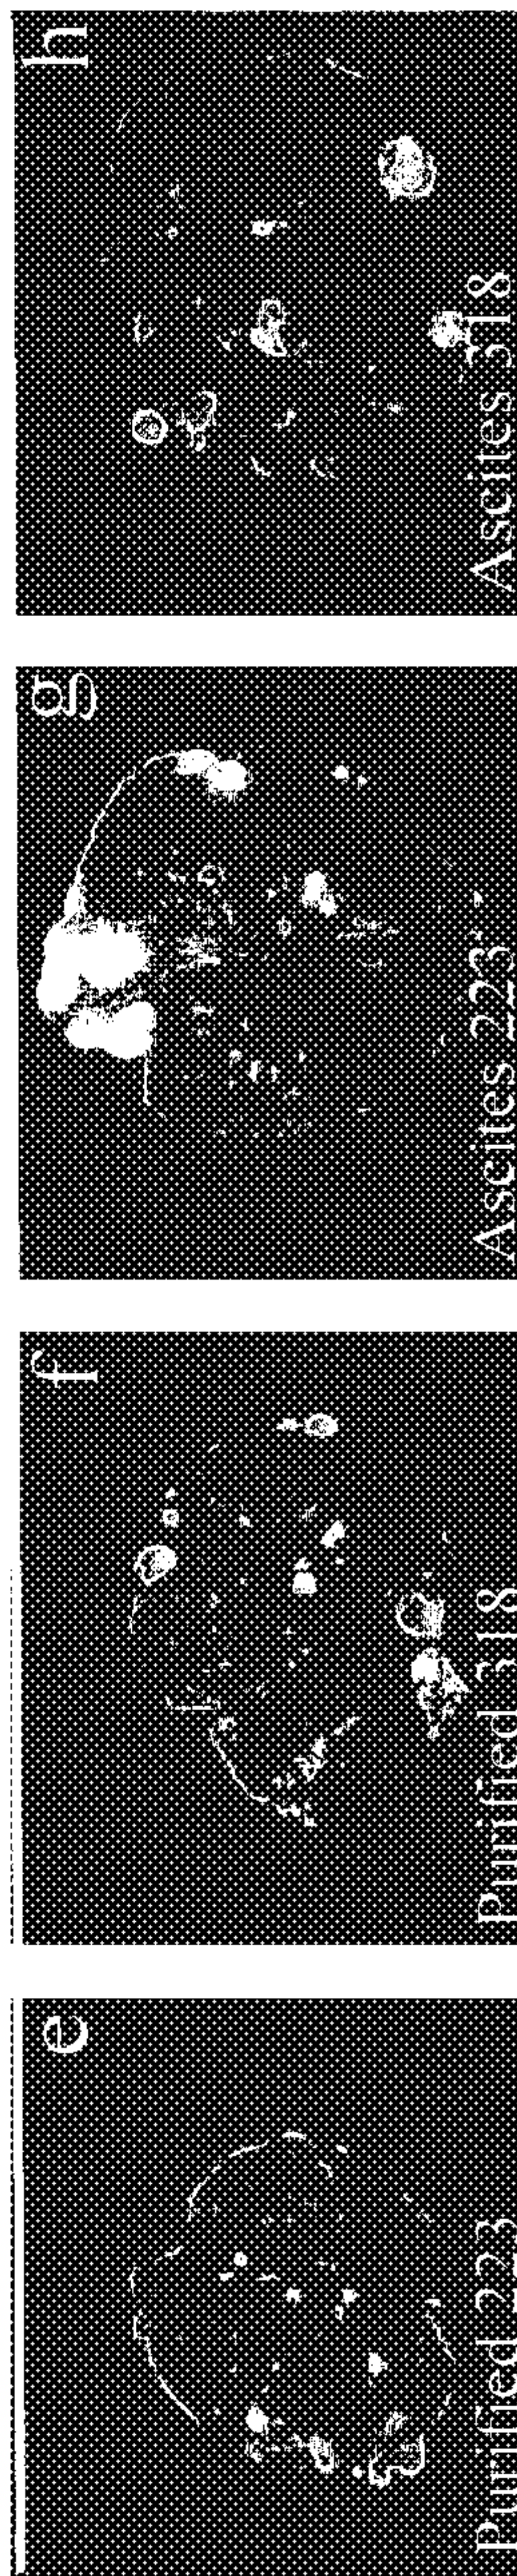 e
Purified 223
f
Purified 318
g
Ascites 223
h
Ascites 318